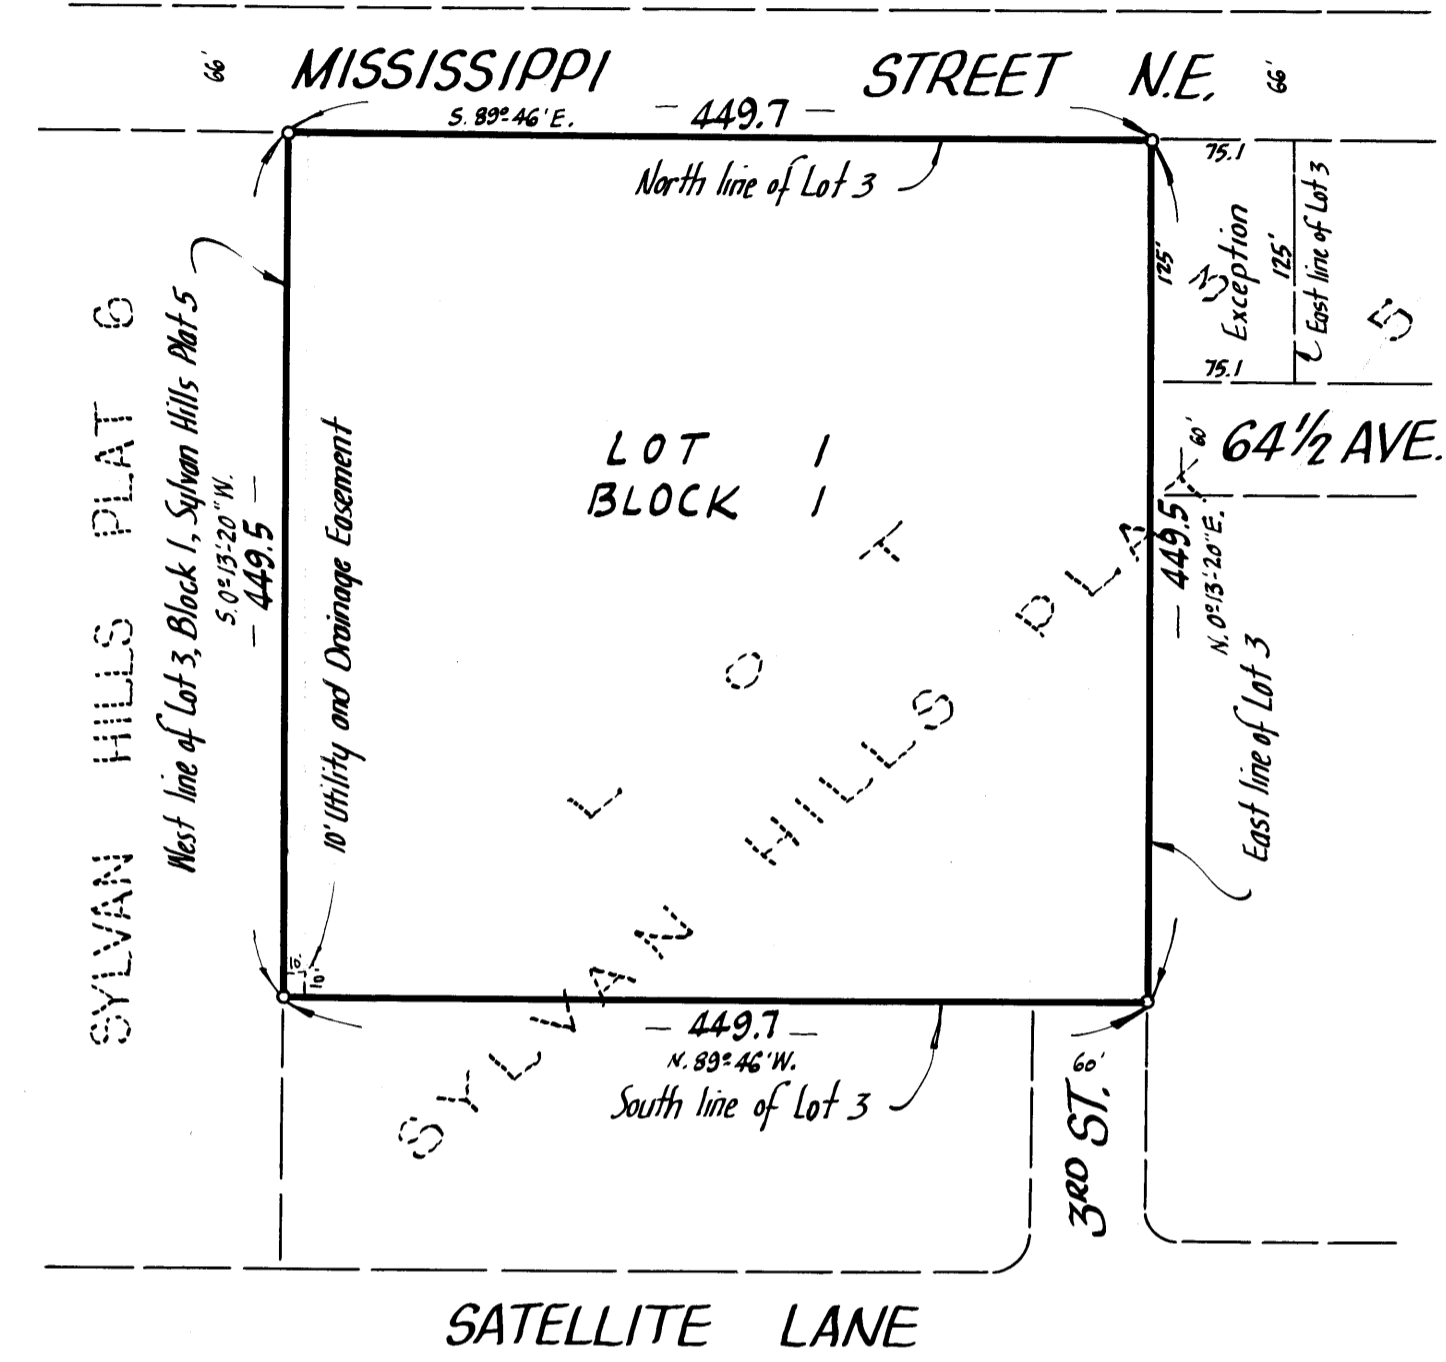 66'
MISSISSIPPI STREET N.E.
66'
S. 89°-46' E.
— 449.7 —
North line of Lot 3
75.1
125'
3
Exception
125'
East line of Lot 3
5
75.1
60'
64½ AVE.
SYLVAN HILLS PLAT 6
West line of Lot 3, Block 1, Sylvan Hills Plat 5
S. 0°-13'-20" W.
— 449.5 —
10' Utility and Drainage Easement
LOT 1
BLOCK 1
LOT
SYLVAN HILLS PLAT
— 449.5 —
N. 0°-13'-20" E.
East line of Lot 3
10'
10'
— 449.7 —
N. 89°-46' W.
South line of Lot 3
60'
3RD ST.
SATELLITE LANE